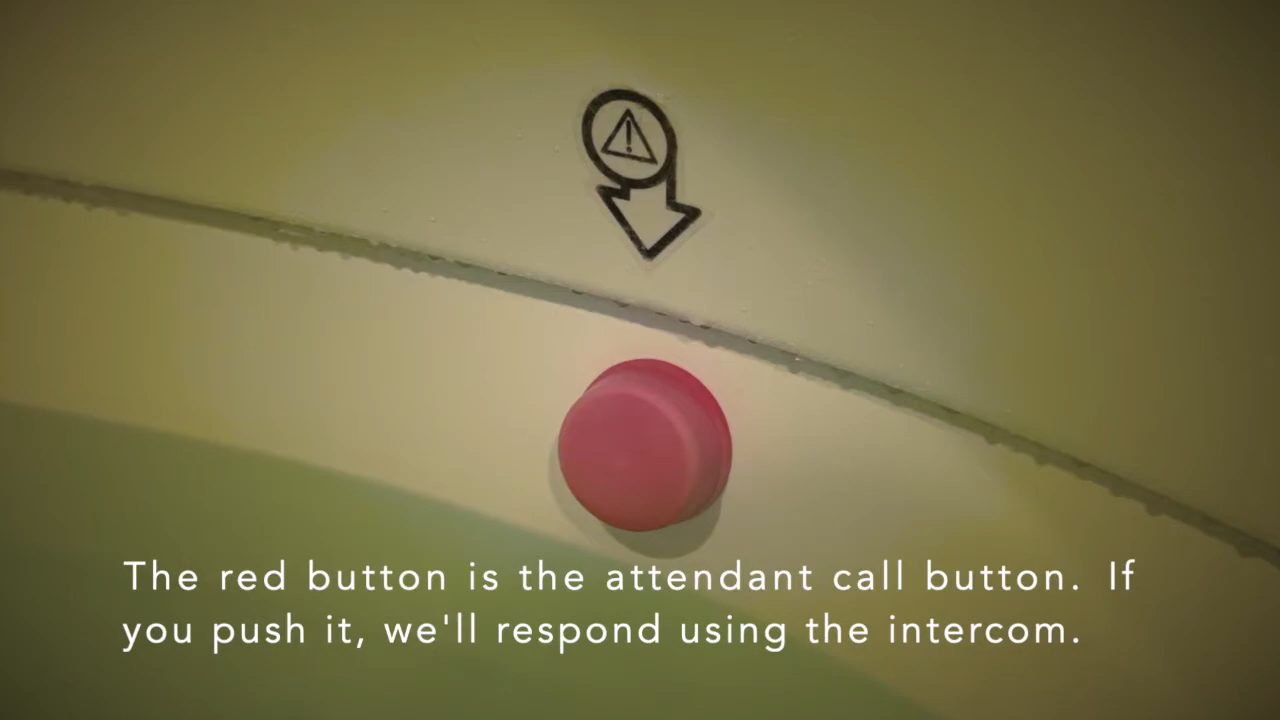 The red button is the attendant call button. If
you push it, we'll respond using the intercom.